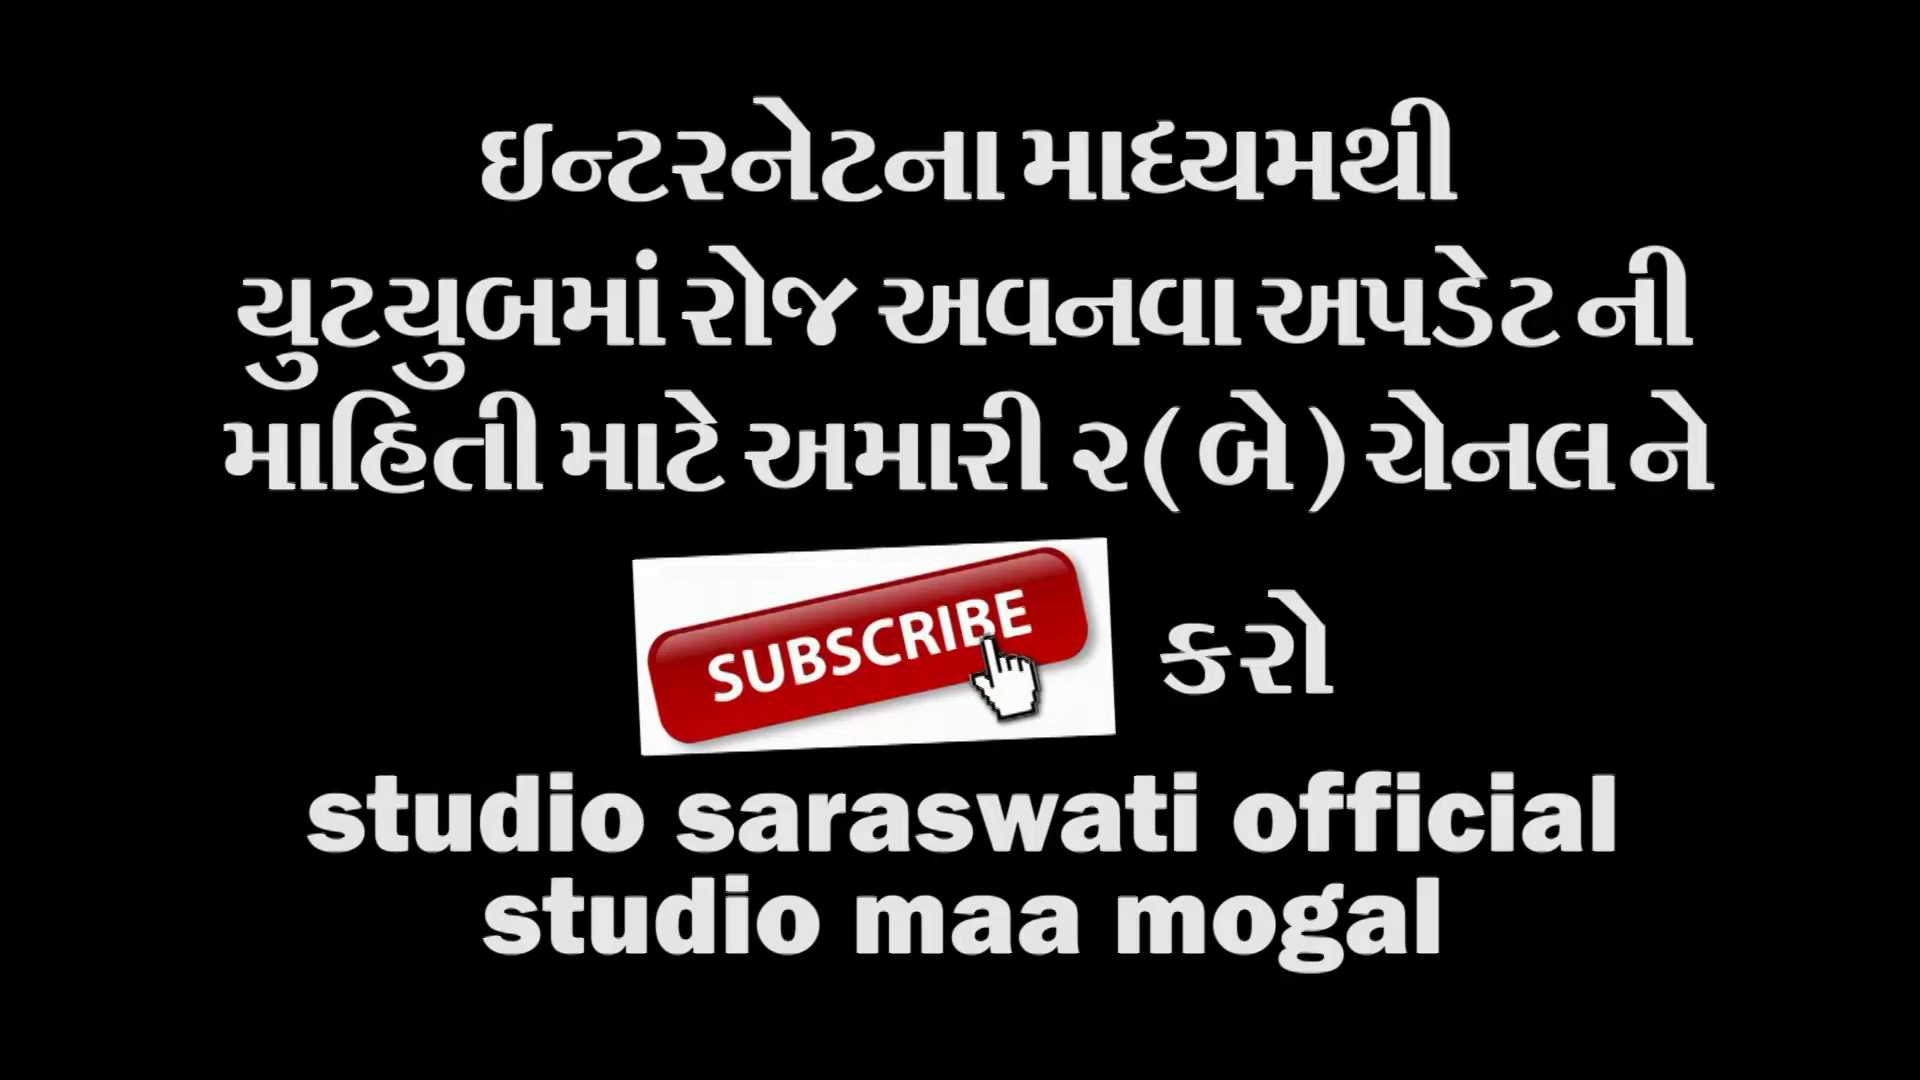 ઇન્ટરનેટના માધ્યમથી
યુટયુબમાં રોજ અવનવા અપડેટ ની
માહિતી માટે અમારી ૨(બે) ચેનલ ને
SUBSCRIBE કરો
studio saraswati official
studio maa mogal